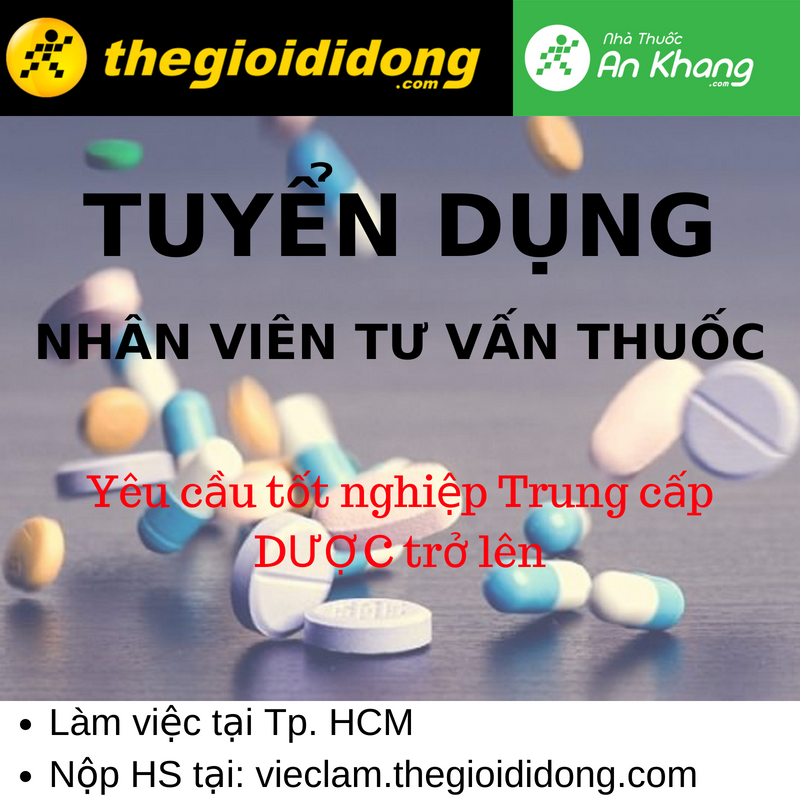 thegioididong
.com
Nhà Thuốc
An Khang
.com
TUYỂN DỤNG
NHÂN VIÊN TƯ VẤN THUỐC
Yêu cầu tốt nghiệp Trung cấp
DƯỢC trở lên
• Làm việc tại Tp. HCM
• Nộp HS tại: vieclam.thegioididong.com